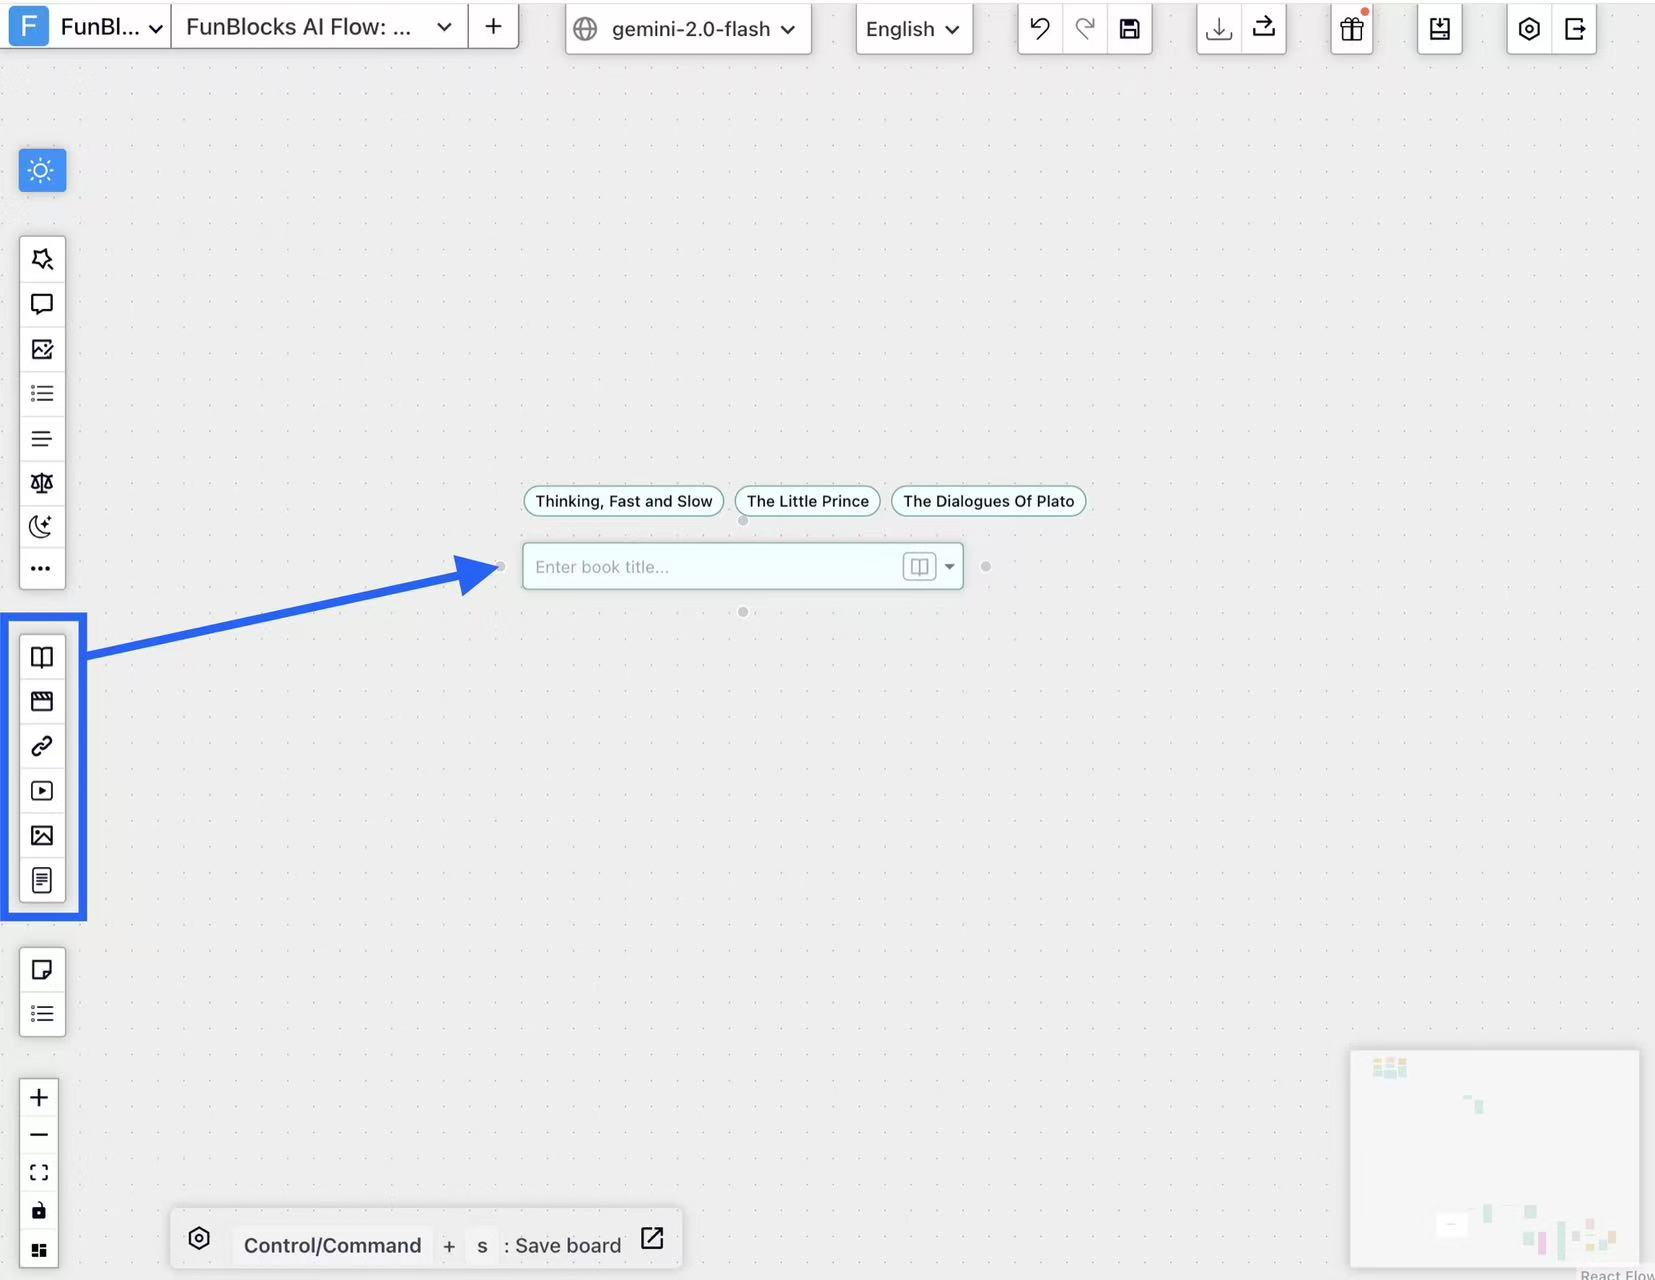 F FunBl... FunBlocks AI Flow: ... + gemini-2.0-flash English
Thinking, Fast and Slow The Little Prince The Dialogues Of Plato
Enter book title...
Control/Command + s : Save board
React Flow